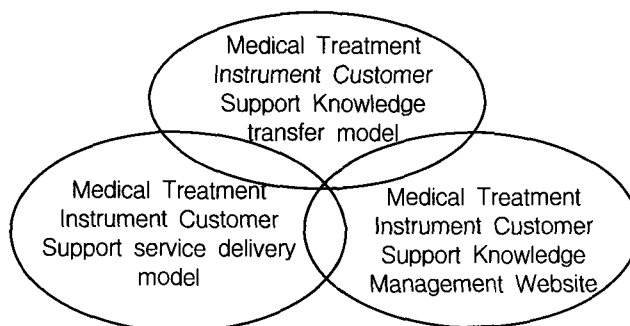 Medical Treatment
Instrument Customer
Support Knowledge
transfer model
Medical Treatment
Instrument Customer
Support service delivery
model
Medical Treatment
Instrument Customer
Support Knowledge
Management Website